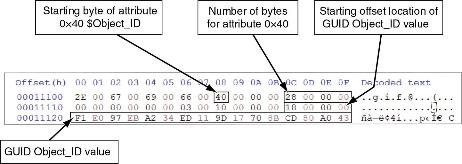 Starting byte of attribute
0x40 $Object_ID
Number of bytes
for attribute 0x40
Starting offset location of
GUID Object_ID value
Offset(h) 00 01 02 03 04 05 06 07 08 09 0A 0B 0C 0D 0E 0F Decoded text
00011100 2E 00 67 00 69 00 66 00 40 00 00 00 28 00 00 00 ..g.i.f.@...(...
00011110 00 00 00 00 00 00 03 00 10 00 00 00 18 00 00 00
00011120 F1 E0 97 EB A2 34 ED 11 9D 17 70 8B CD 80 A0 43
GUID Object_ID value